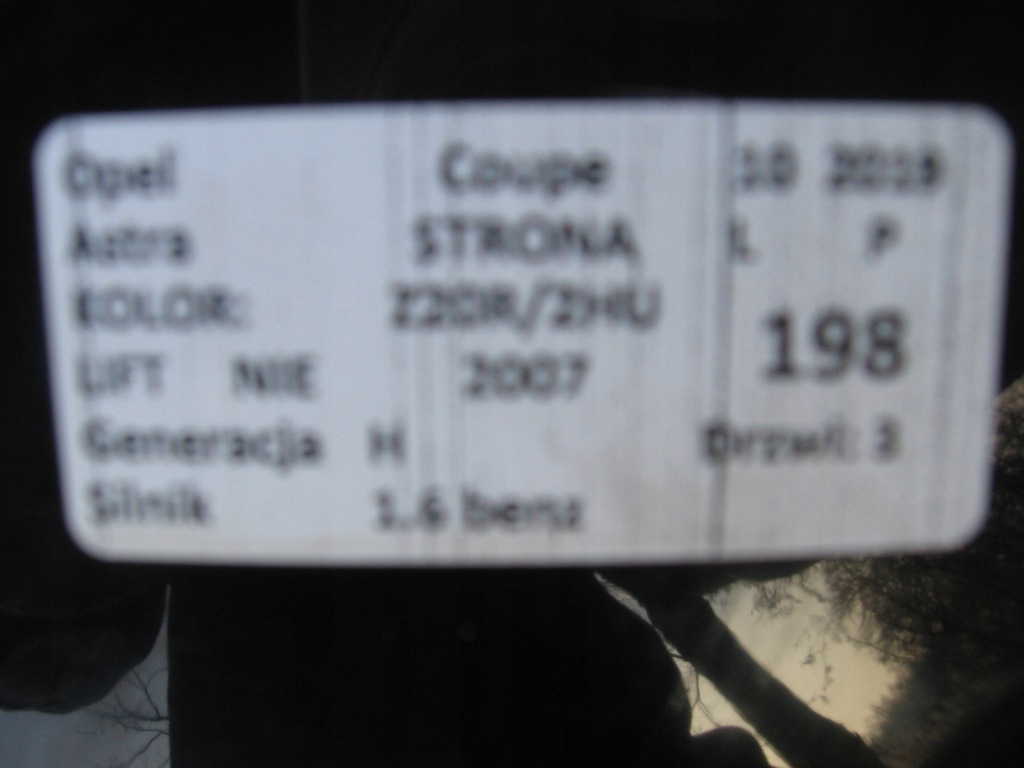 Opel Coupe 10 2019
Astra STRONA L P
KOLOR: Z20R/2HU
LIFT NIE 2007 198
Generacja H Drzwi: 3
Silnik 1.6 benz